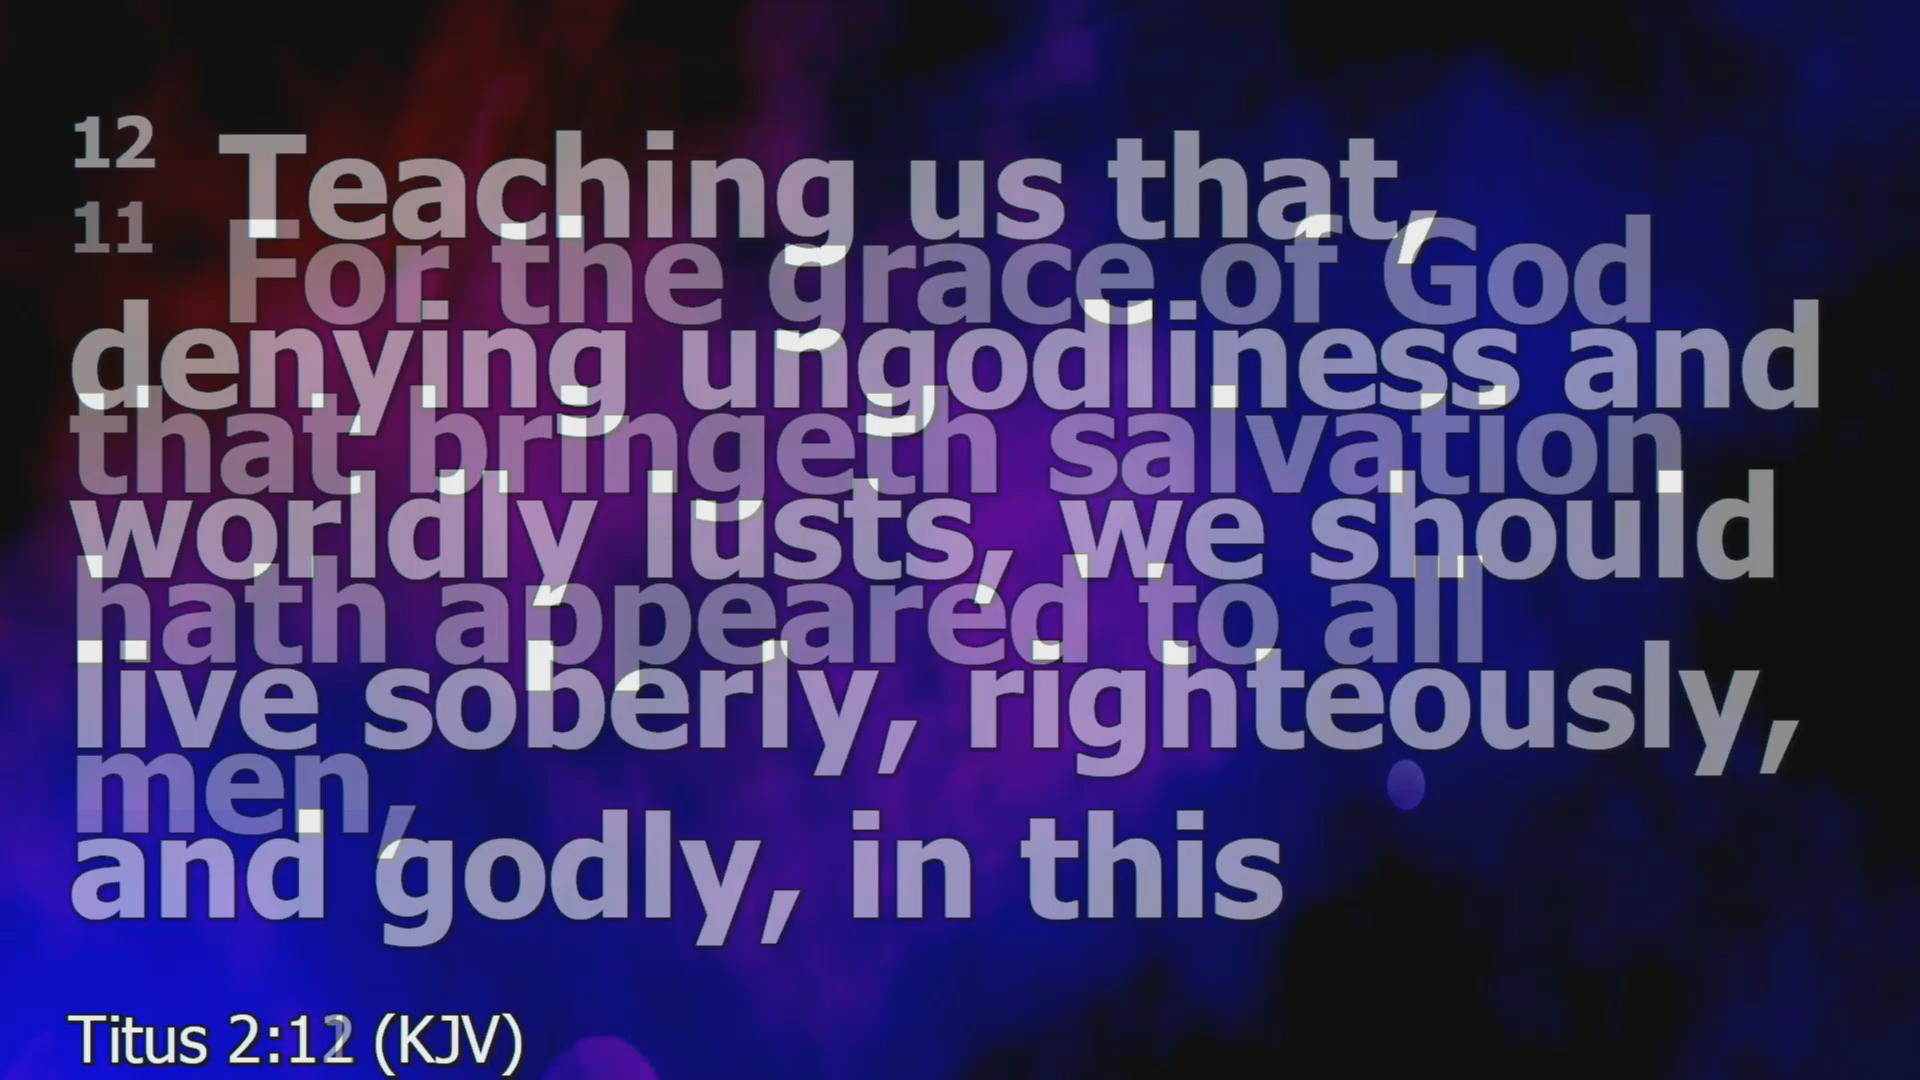 12 Teaching us that,
11 For the grace of God
denying ungodliness and
that bringeth salvation
worldly lusts, we should
hath appeared to all
live soberly, righteously,
men,
and godly, in this
Titus 2:12 (KJV)